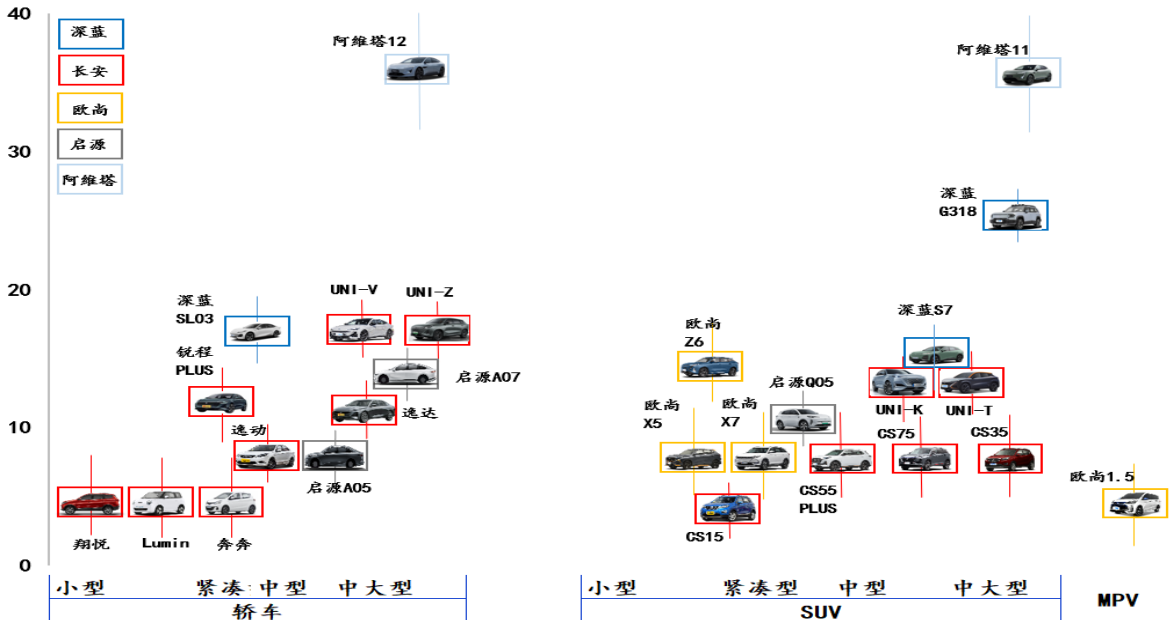 40
30
20
10
0
深蓝
长安
欧尚
启源
阿维塔
阿维塔12
阿维塔11
深蓝
G318
深蓝
SL03
UNI-V
UNI-Z
锐程
PLUS
启源A07
逸达
逸动
启源A05
翔悦
Lumin
奔奔
欧尚
Z6
深蓝S7
启源Q05
欧尚
X5
欧尚
X7
UNI-K
UNI-T
CS75
CS35
CS55
PLUS
CS15
欧尚1.5
小型
紧凑型
中型
中大型
轿车
小型
紧凑型
中型
中大型
SUV
MPV